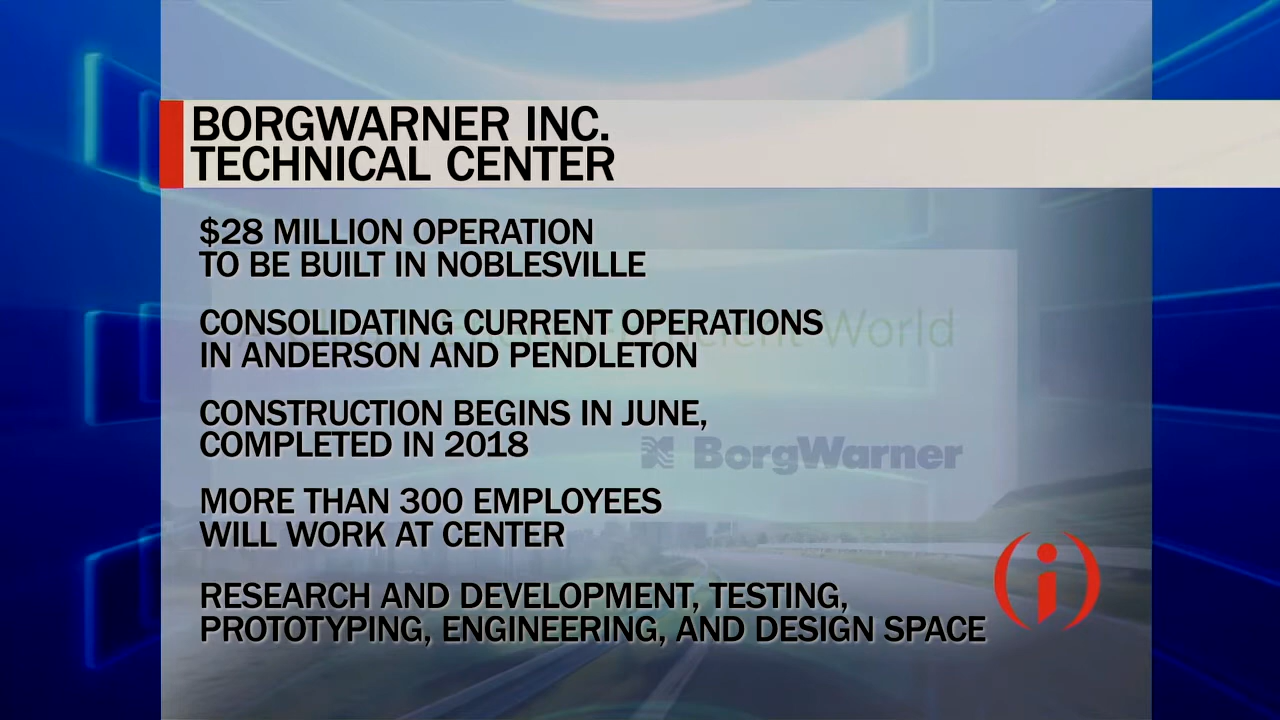 BORGWARNER INC.
TECHNICAL CENTER
$28 MILLION OPERATION
TO BE BUILT IN NOBLESVILLE
CONSOLIDATING CURRENT OPERATIONS
World
IN ANDERSON AND PENDLETON
CONSTRUCTION BEGINS IN JUNE,
COMPLETED IN 2018
BorgWarner
MORE THAN 300 EMPLOYEES
WILL WORK AT CENTER
(i)
RESEARCH AND DEVELOPMENT, TESTING,
PROTOTYPING, ENGINEERING, AND DESIGN SPACE